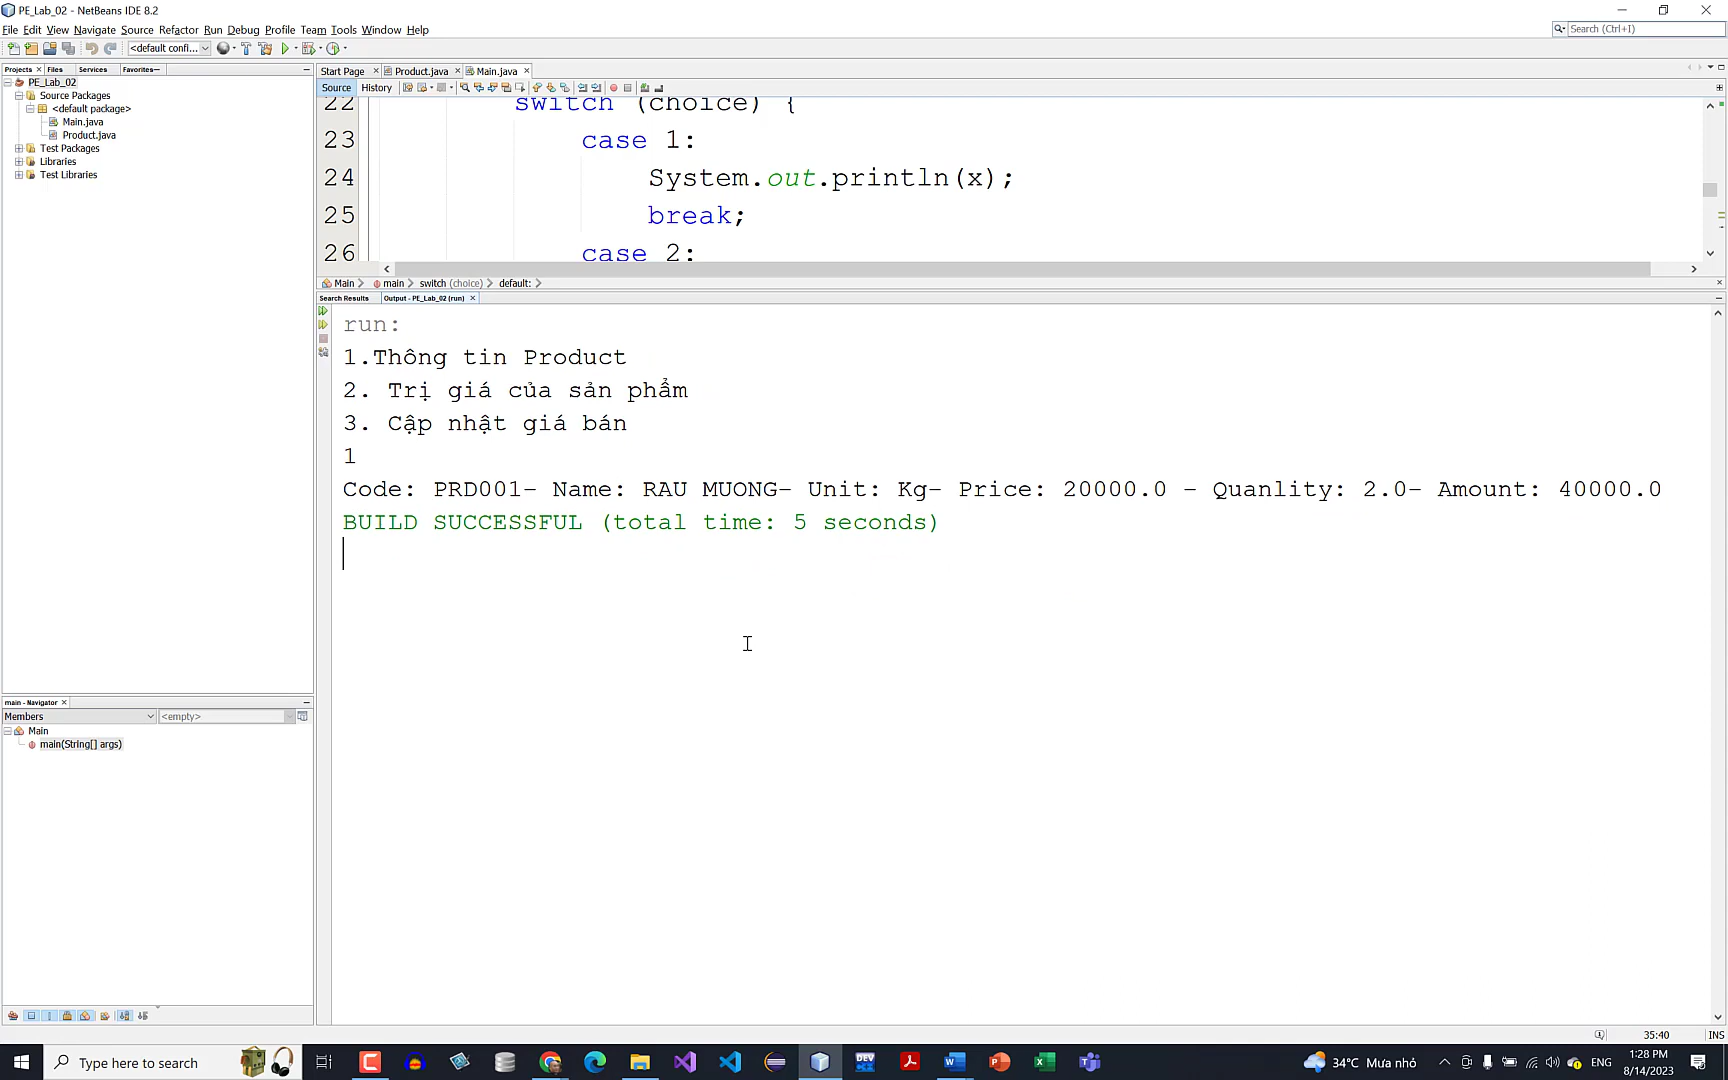 PE_Lab_02 - NetBeans IDE 8.2
File Edit View Navigate Source Refactor Run Debug Profile Team Tools Window Help
Search (Ctrl+I)
<default confi...
Projects Files Services Favorites
Start Page Product.java Main.java
PE_Lab_02
Source Packages
<default package>
Main.java
Product.java
Test Packages
Libraries
Test Libraries
Source History
22 switch (choice) {
23 case 1:
24 System.out.println(x);
25 break;
26 case 2:
Main main switch (choice) default:
Search Results Output - PE_Lab_02 (run)
run:
1.Thông tin Product
2. Trị giá của sản phẩm
3. Cập nhật giá bán
1
Code: PRD001- Name: RAU MUONG- Unit: Kg- Price: 20000.0 - Quanlity: 2.0- Amount: 40000.0
BUILD SUCCESSFUL (total time: 5 seconds)
main - Navigator
Members <empty>
Main
main(String[] args)
35:40 INS
Type here to search
DEV
34°C Mưa nhỏ
ENG
1:28 PM
8/14/2023